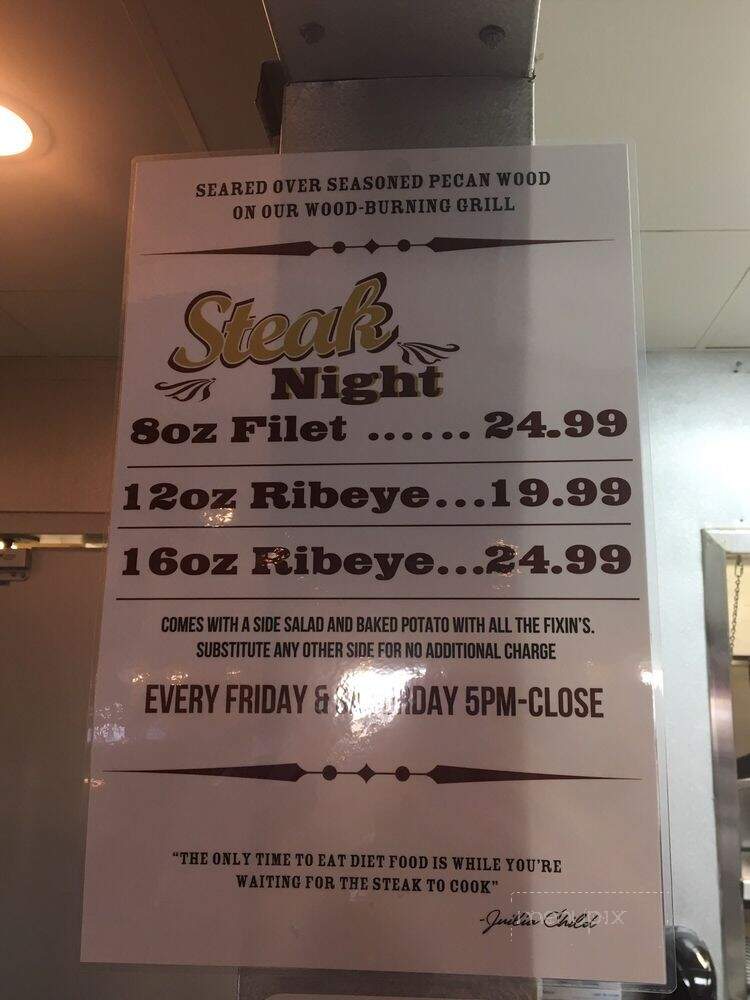 SEARED OVER SEASONED PECAN WOOD
ON OUR WOOD-BURNING GRILL
Steak
Night
8oz Filet ...... 24.99
12oz Ribeye...19.99
16oz Ribeye...24.99
COMES WITH A SIDE SALAD AND BAKED POTATO WITH ALL THE FIXIN'S.
SUBSTITUTE ANY OTHER SIDE FOR NO ADDITIONAL CHARGE
EVERY FRIDAY & SATURDAY 5PM-CLOSE
"THE ONLY TIME TO EAT DIET FOOD IS WHILE YOU'RE
WAITING FOR THE STEAK TO COOK"
-Julia Child